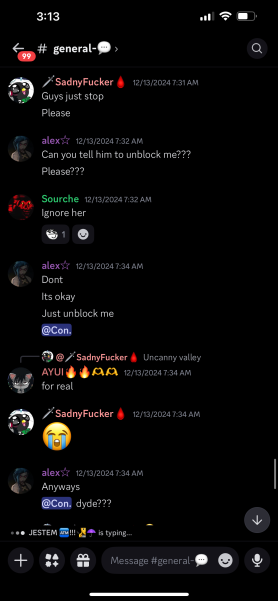 3:13
99
# general-💬 ›
🗡️SadnyFucker🩸 12/13/2024 7:31 AM
Guys just stop
Please
alex☆ 12/13/2024 7:32 AM
Can you tell him to unblock me???
Please???
Sourche 12/13/2024 7:32 AM
Ignore her
1
alex☆ 12/13/2024 7:34 AM
Dont
Its okay
Just unblock me
@Con.
@🗡️SadnyFucker🩸 Uncanny valley
AYUI🔥🔥🫶🫶 12/13/2024 7:34 AM
for real
🗡️SadnyFucker🩸 12/13/2024 7:34 AM
😭
alex☆ 12/13/2024 7:34 AM
Anyways
@Con. dyde???
JESTEM 🏧!!! is typing...
Message #general-💬